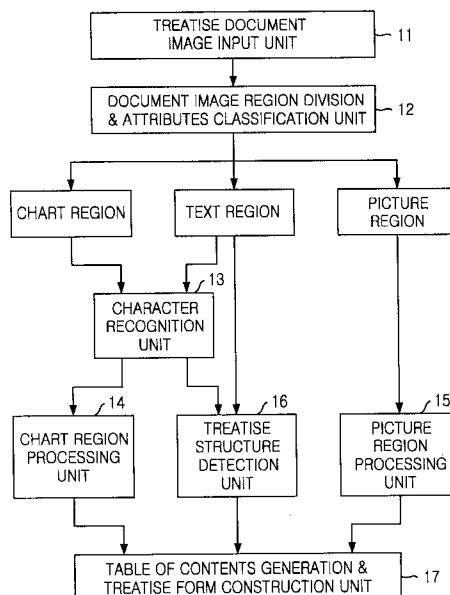 TREATISE DOCUMENT
IMAGE INPUT UNIT
11
DOCUMENT IMAGE REGION DIVISION
& ATTRIBUTES CLASSIFICATION UNIT
12
CHART REGION
TEXT REGION
PICTURE
REGION
13
CHARACTER
RECOGNITION
UNIT
14
CHART REGION
PROCESSING
UNIT
16
TREATISE
STRUCTURE
DETECTION
UNIT
15
PICTURE
REGION
PROCESSING
UNIT
TABLE OF CONTENTS GENERATION &
TREATISE FORM CONSTRUCTION UNIT
17